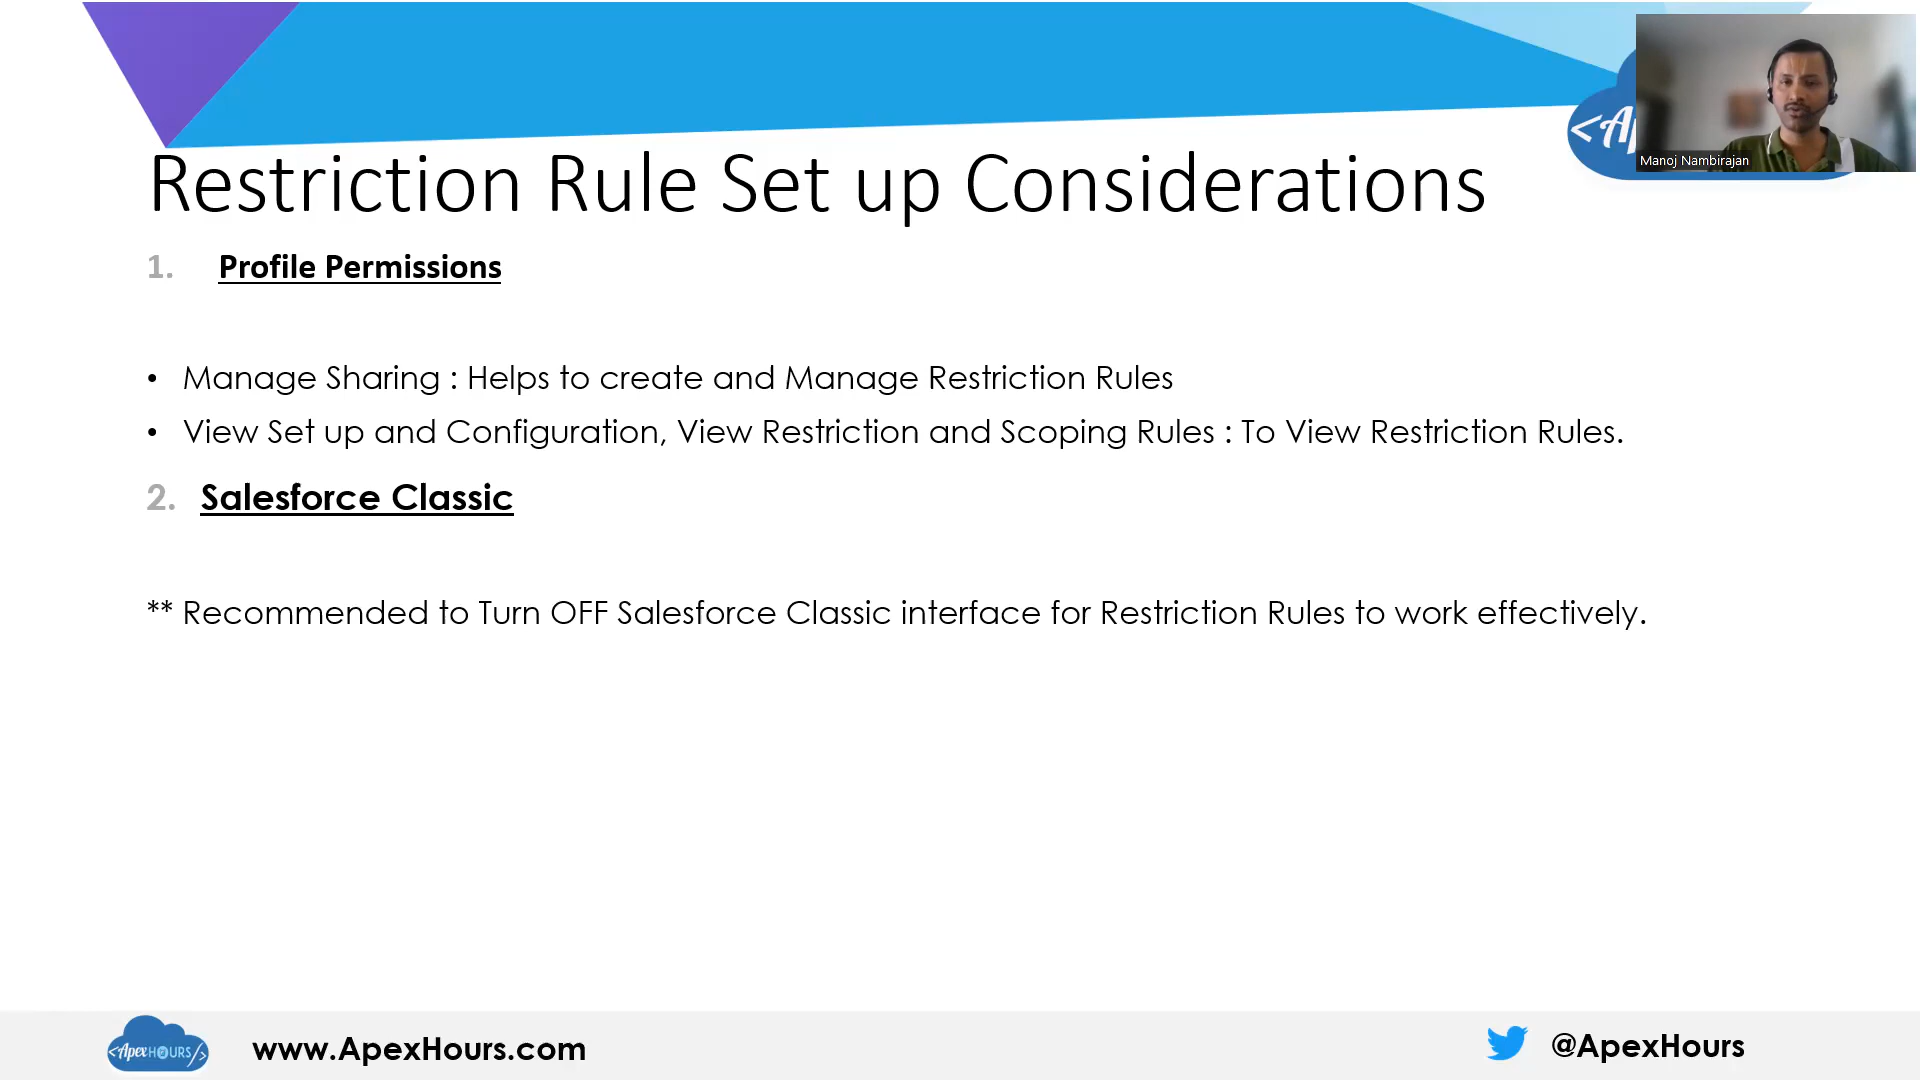 <Ap
Manoj Nambirajan
Restriction Rule Set up Considerations
1. Profile Permissions
• Manage Sharing : Helps to create and Manage Restriction Rules
• View Set up and Configuration, View Restriction and Scoping Rules : To View Restriction Rules.
2. Salesforce Classic
** Recommended to Turn OFF Salesforce Classic interface for Restriction Rules to work effectively.
<ApexHOURS/>
www.ApexHours.com
@ApexHours